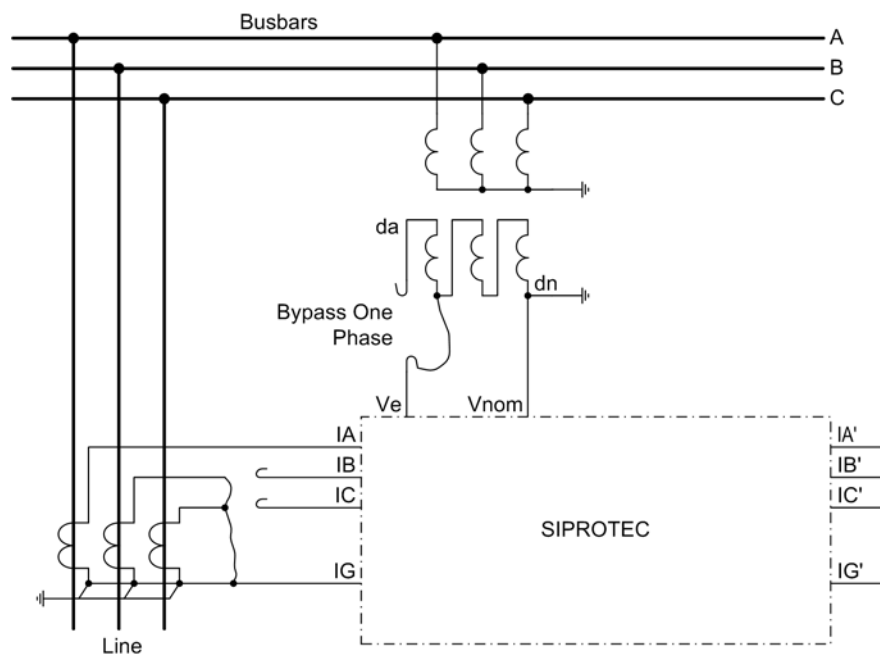 Busbars
A
B
C
da
dn
Bypass One
Phase
Ve
Vnom
IA
IA'
IB
IB'
IC
IC'
SIPROTEC
IG
IG'
Line